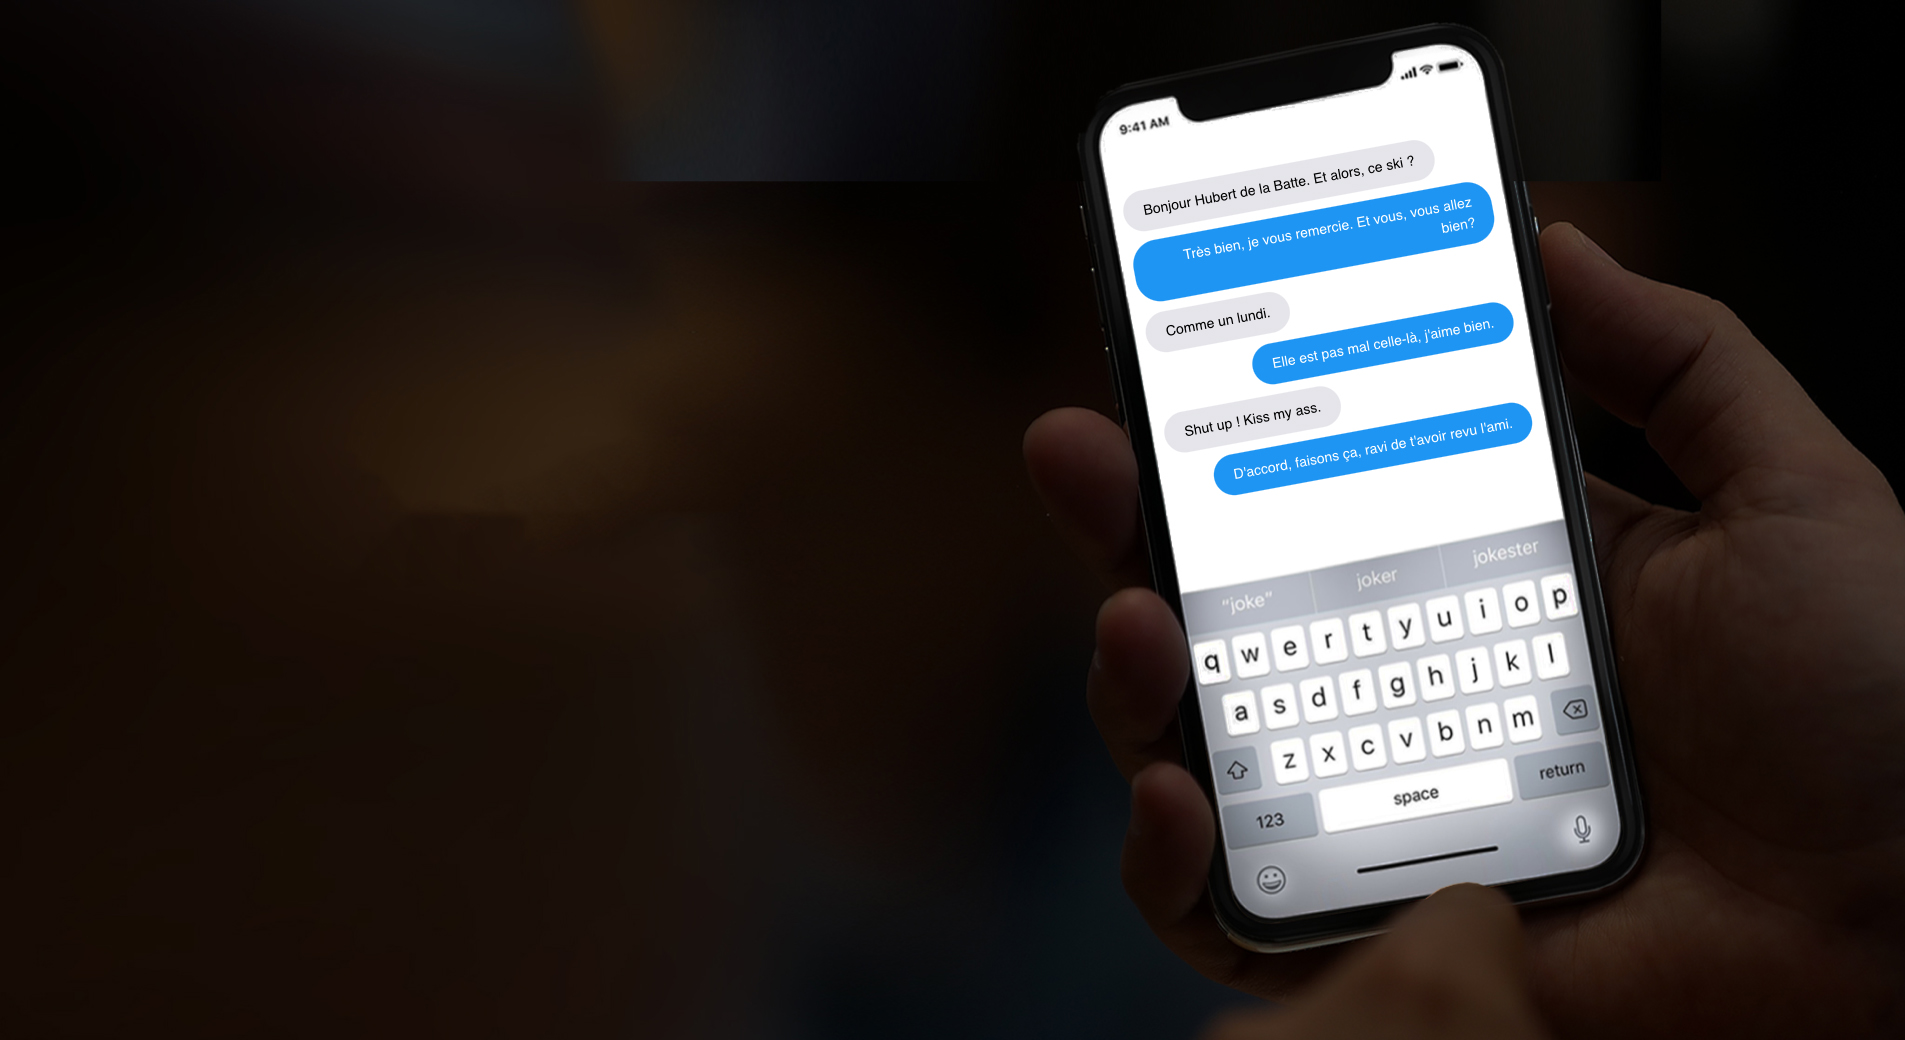 9:41 AM
Bonjour Hubert de la Batte. Et alors, ce ski ?
Très bien, je vous remercie. Et vous, vous allez
bien?
Comme un lundi.
Elle est pas mal celle-là, j'aime bien.
Shut up ! Kiss my ass.
D'accord, faisons ça, ravi de t'avoir revu l'ami.
“joke” joker jokester
q w e r t y u i o p
a s d f g h j k l
z x c v b n m
123 space return